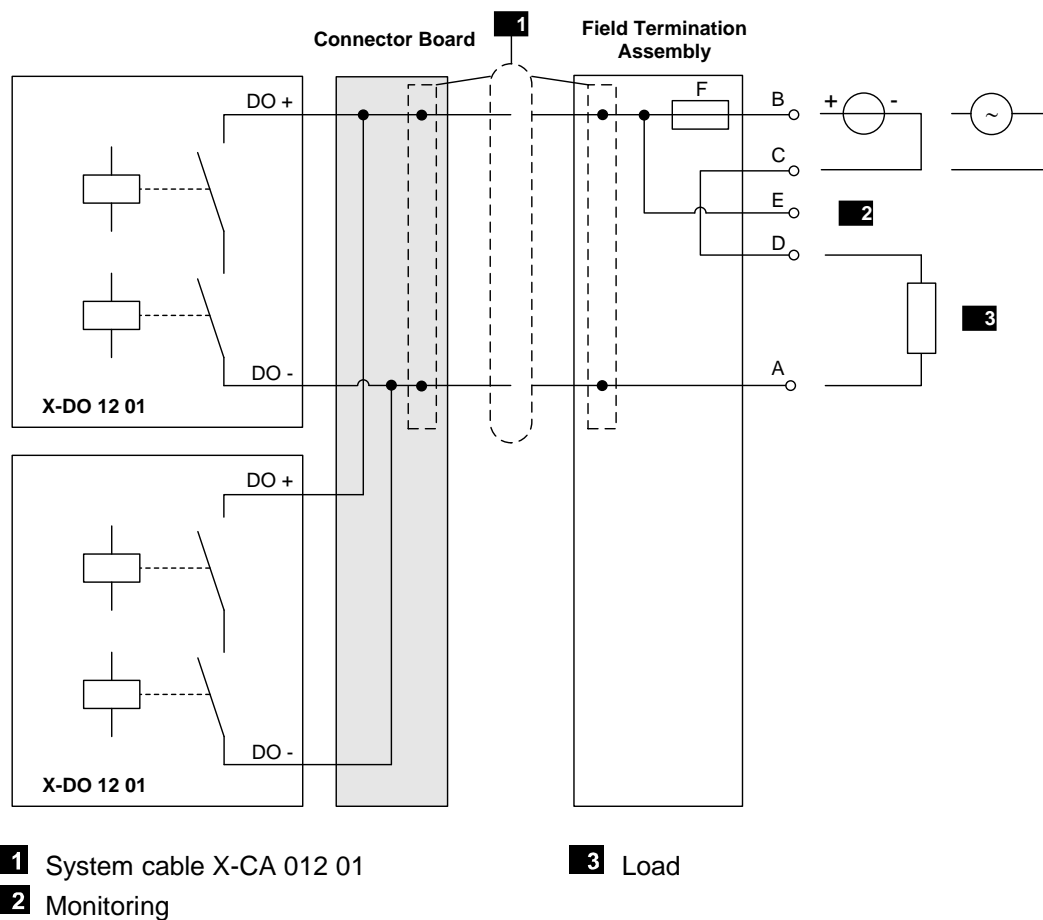 1
Connector Board
Field Termination
Assembly
DO +
F
B
+ -
~
C
E
2
D
3
A
DO -
X-DO 12 01
DO +
DO -
X-DO 12 01
1 System cable X-CA 012 01
3 Load
2 Monitoring